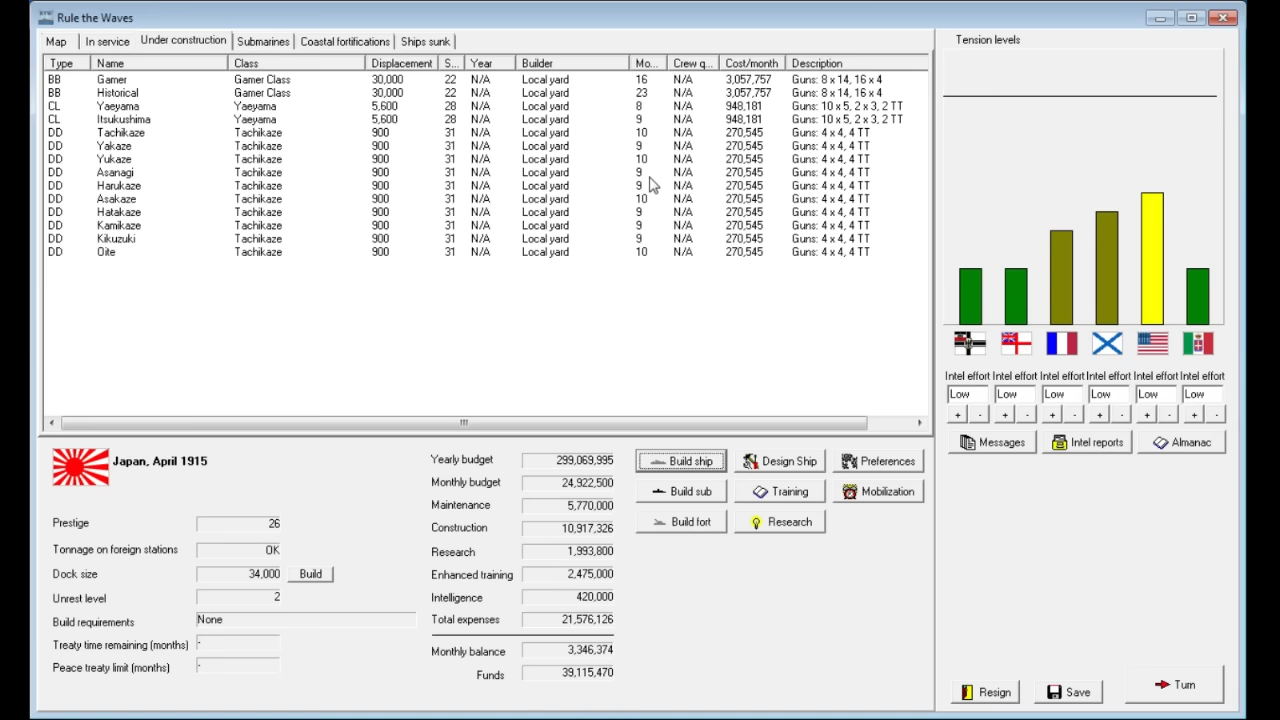 Rule the Waves
Map In service Under construction Submarines Coastal fortifications Ships sunk
Type Name Class Displacement S... Year Builder Mo... Crew q... Cost/month Description
BB Gamer Gamer Class 30,000 22 N/A Local yard 16 N/A 3,057,757 Guns: 8 x 14, 16 x 4
BB Historical Gamer Class 30,000 22 N/A Local yard 23 N/A 3,057,757 Guns: 8 x 14, 16 x 4
CL Yaeyama Yaeyama 5,600 28 N/A Local yard 8 N/A 948,181 Guns: 10 x 5, 2 x 3, 2 TT
CL Itsukushima Yaeyama 5,600 28 N/A Local yard 9 N/A 948,181 Guns: 10 x 5, 2 x 3, 2 TT
DD Tachikaze Tachikaze 900 31 N/A Local yard 10 N/A 270,545 Guns: 4 x 4, 4 TT
DD Yakaze Tachikaze 900 31 N/A Local yard 9 N/A 270,545 Guns: 4 x 4, 4 TT
DD Yukaze Tachikaze 900 31 N/A Local yard 10 N/A 270,545 Guns: 4 x 4, 4 TT
DD Asanagi Tachikaze 900 31 N/A Local yard 9 N/A 270,545 Guns: 4 x 4, 4 TT
DD Harukaze Tachikaze 900 31 N/A Local yard 9 N/A 270,545 Guns: 4 x 4, 4 TT
DD Asakaze Tachikaze 900 31 N/A Local yard 10 N/A 270,545 Guns: 4 x 4, 4 TT
DD Hatakaze Tachikaze 900 31 N/A Local yard 9 N/A 270,545 Guns: 4 x 4, 4 TT
DD Kamikaze Tachikaze 900 31 N/A Local yard 9 N/A 270,545 Guns: 4 x 4, 4 TT
DD Kikuzuki Tachikaze 900 31 N/A Local yard 9 N/A 270,545 Guns: 4 x 4, 4 TT
DD Oite Tachikaze 900 31 N/A Local yard 10 N/A 270,545 Guns: 4 x 4, 4 TT
Tension levels
Intel effort Intel effort Intel effort Intel effort Intel effort Intel effort
Low Low Low Low Low Low
+ - + - + - + - + - + -
Messages Intel reports Almanac
Japan, April 1915
Prestige 26
Tonnage on foreign stations OK
Dock size 34,000 Build
Unrest level 2
Build requirements None
Treaty time remaining (months) -
Peace treaty limit (months) -
Yearly budget 299,069,995
Monthly budget 24,922,500
Maintenance 5,770,000
Construction 10,917,326
Research 1,993,800
Enhanced training 2,475,000
Intelligence 420,000
Total expenses 21,576,126
Monthly balance 3,346,374
Funds 39,115,470
Build ship Design Ship Preferences
Build sub Training Mobilization
Build fort Research
Resign Save Turn